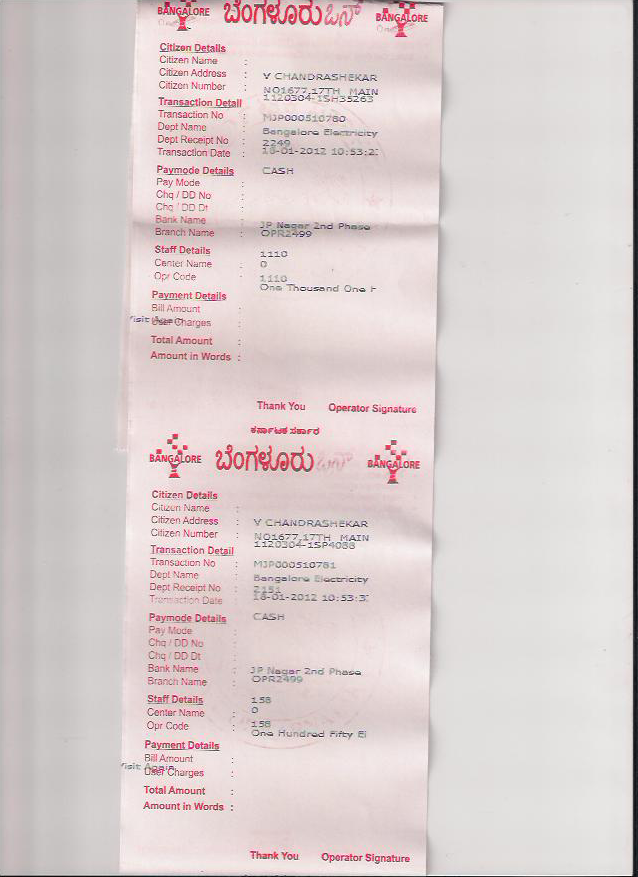 BANGALORE ಬೆಂಗಳೂರು ಒನ್ BANGALORE
Citizen Details
Citizen Name :
Citizen Address : V CHANDRASHEKAR
Citizen Number : NO1677,17TH MAIN
1120304-1SH35263
Transaction Detail
Transaction No : MJP000510780
Dept Name : Bangalore Electricity
Dept Receipt No : 2249
Transaction Date : 18-01-2012 10:53:2
Paymode Details CASH
Pay Mode :
Chq / DD No :
Chq / DD Dt :
Bank Name : JP Nagar 2nd Phase
Branch Name : OPR2499
Staff Details 1110
Center Name : 0
Opr Code : 1110
One Thousand One H
Payment Details
Bill Amount :
Visit Again
User Charges :
Total Amount :
Amount in Words :
Thank You Operator Signature
ಕರ್ನಾಟಕ ಸರ್ಕಾರ
BANGALORE ಬೆಂಗಳೂರು ಒನ್ BANGALORE
Citizen Details
Citizen Name :
Citizen Address : V CHANDRASHEKAR
Citizen Number : NO1677,17TH MAIN
1120304-1SP4088
Transaction Detail
Transaction No : MJP000510781
Dept Name : Bangalore Electricity
Dept Receipt No :
Transaction Date : 18-01-2012 10:53:3
Paymode Details CASH
Pay Mode :
Chq / DD No :
Chq / DD Dt :
Bank Name : JP Nagar 2nd Phase
Branch Name : OPR2499
Staff Details 158
Center Name : 0
Opr Code : 158
One Hundred Fifty Ei
Payment Details
Bill Amount :
Visit Again
User Charges :
Total Amount :
Amount in Words :
Thank You Operator Signature